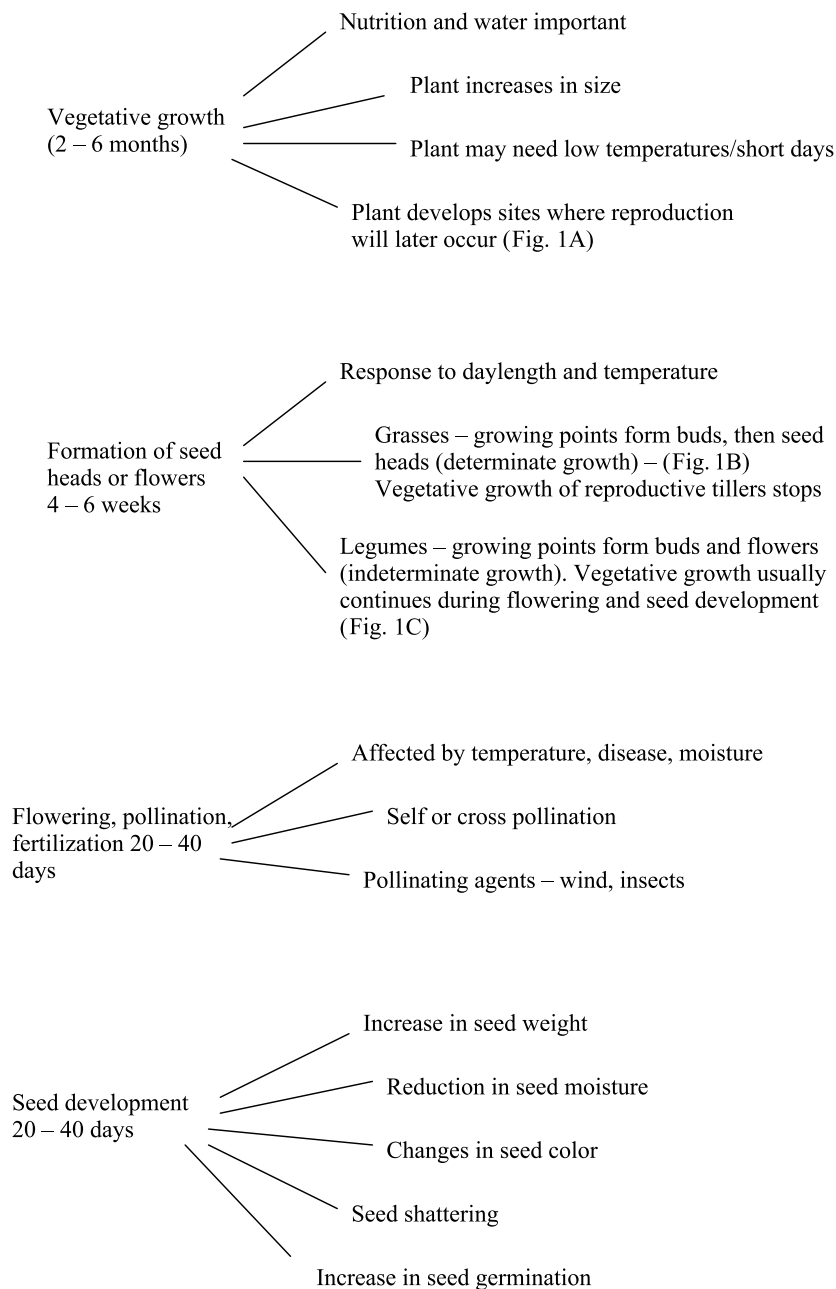 Nutrition and water important
Plant increases in size
Vegetative growth
(2 – 6 months)
Plant may need low temperatures/short days
Plant develops sites where reproduction
will later occur (Fig. 1A)
Response to daylength and temperature
Formation of seed
heads or flowers
4 – 6 weeks
Grasses – growing points form buds, then seed
heads (determinate growth) – (Fig. 1B)
Vegetative growth of reproductive tillers stops
Legumes – growing points form buds and flowers
(indeterminate growth). Vegetative growth usually
continues during flowering and seed development
(Fig. 1C)
Affected by temperature, disease, moisture
Flowering, pollination,
fertilization 20 – 40
days
Self or cross pollination
Pollinating agents – wind, insects
Increase in seed weight
Reduction in seed moisture
Seed development
20 – 40 days
Changes in seed color
Seed shattering
Increase in seed germination